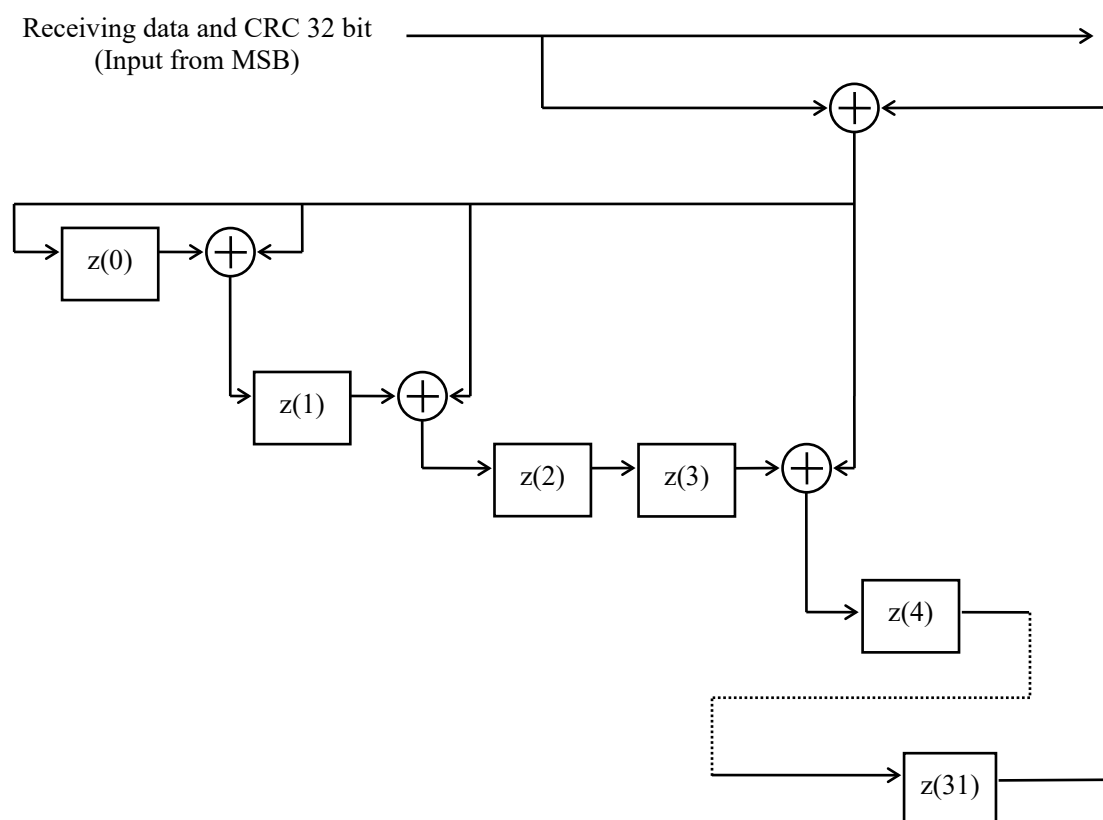 Receiving data and CRC 32 bit
(Input from MSB)
z(0)
z(1)
z(2)
z(3)
z(4)
z(31)